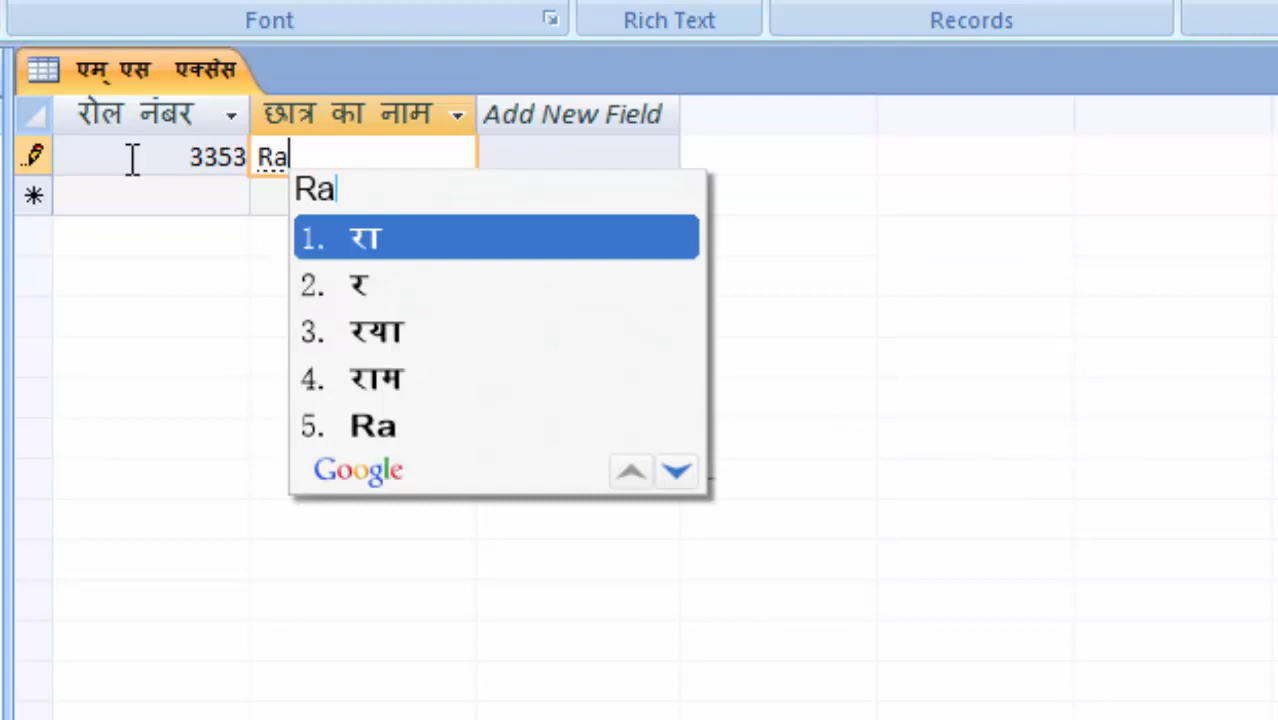 Font Rich Text Records
एम् एस एक्सेस
रोल नंबर छात्र का नाम Add New Field
3353 Ra
Ra
1. रा
2. र
3. रया
4. राम
5. Ra
Google